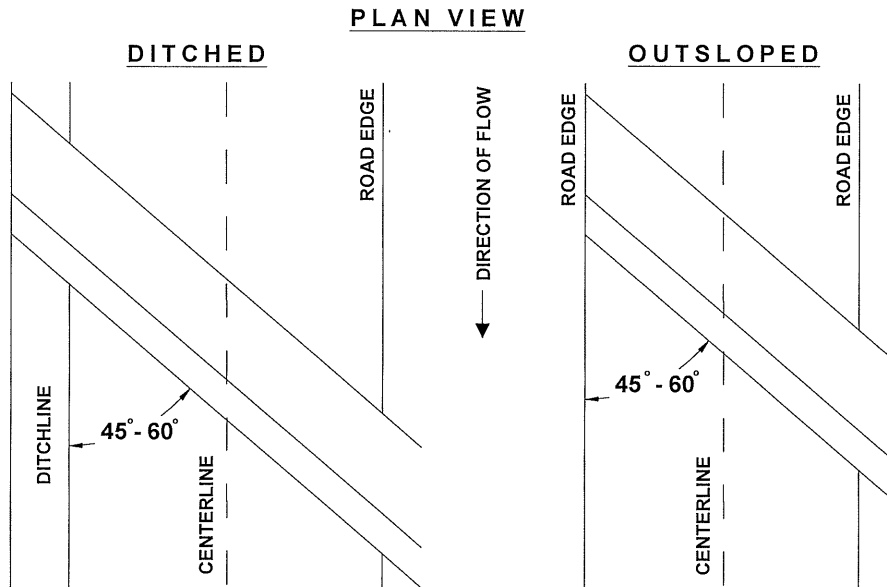 PLAN VIEW
DITCHED
OUTSLOPED
ROAD EDGE
DIRECTION OF FLOW
ROAD EDGE
ROAD EDGE
45° - 60°
45° - 60°
DITCHLINE
CENTERLINE
CENTERLINE